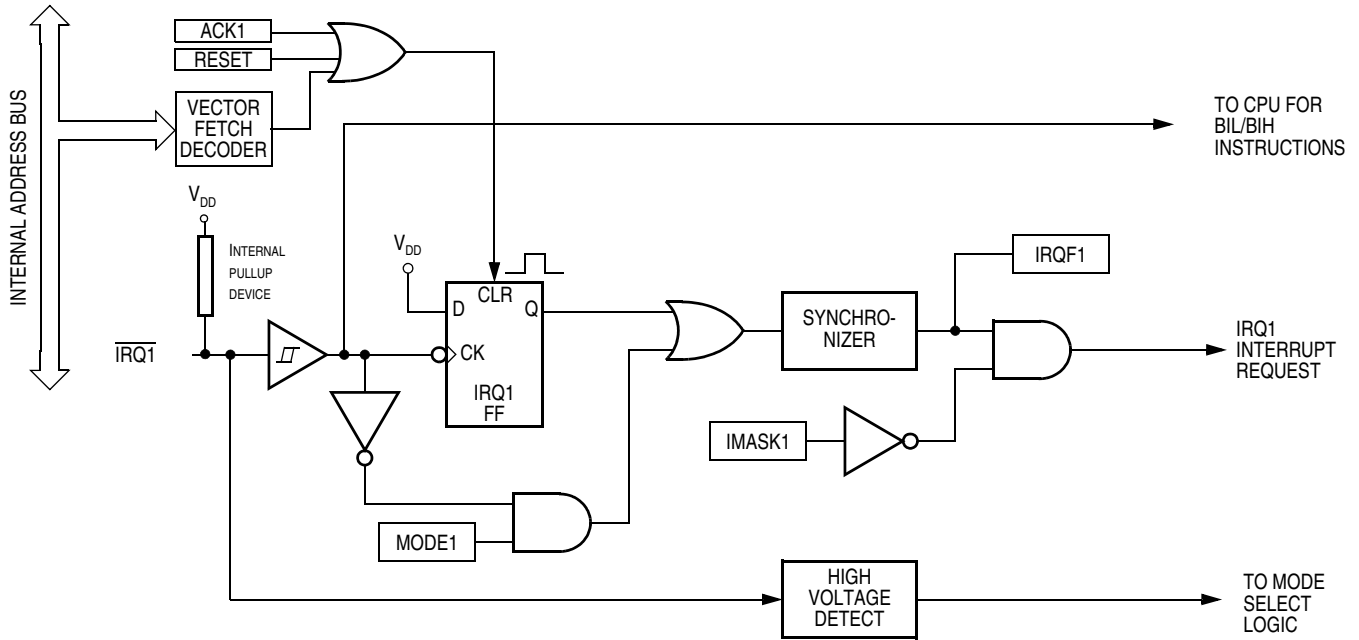 INTERNAL ADDRESS BUS
ACK1
RESET
VECTOR
FETCH
DECODER
TO CPU FOR
BIL/BIH
INSTRUCTIONS
VDD
INTERNAL
PULLUP
DEVICE
VDD
CLR
D
Q
CK
IRQ1
FF
IRQ1
SYNCHRO-
NIZER
IRQF1
IRQ1
INTERRUPT
REQUEST
IMASK1
MODE1
HIGH
VOLTAGE
DETECT
TO MODE
SELECT
LOGIC